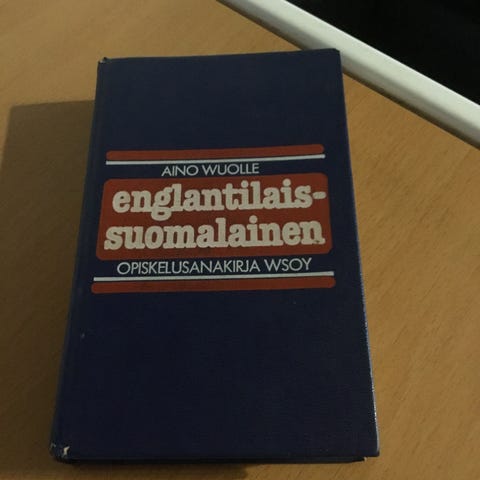 AINO WUOLLE
englantilais-
suomalainen
OPISKELUSANAKIRJA WSOY